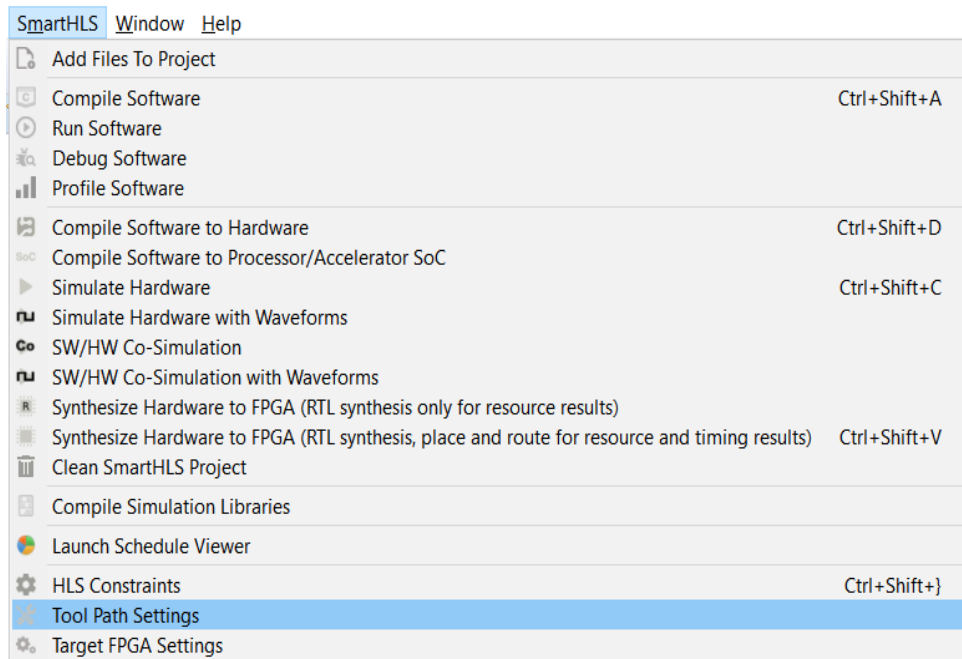 SmartHLS Window Help
Add Files To Project
Compile Software Ctrl+Shift+A
Run Software
Debug Software
Profile Software
Compile Software to Hardware Ctrl+Shift+D
SoC Compile Software to Processor/Accelerator SoC
Simulate Hardware Ctrl+Shift+C
Simulate Hardware with Waveforms
Co SW/HW Co-Simulation
SW/HW Co-Simulation with Waveforms
R Synthesize Hardware to FPGA (RTL synthesis only for resource results)
Synthesize Hardware to FPGA (RTL synthesis, place and route for resource and timing results) Ctrl+Shift+V
Clean SmartHLS Project
Compile Simulation Libraries
Launch Schedule Viewer
HLS Constraints Ctrl+Shift+}
Tool Path Settings
Target FPGA Settings